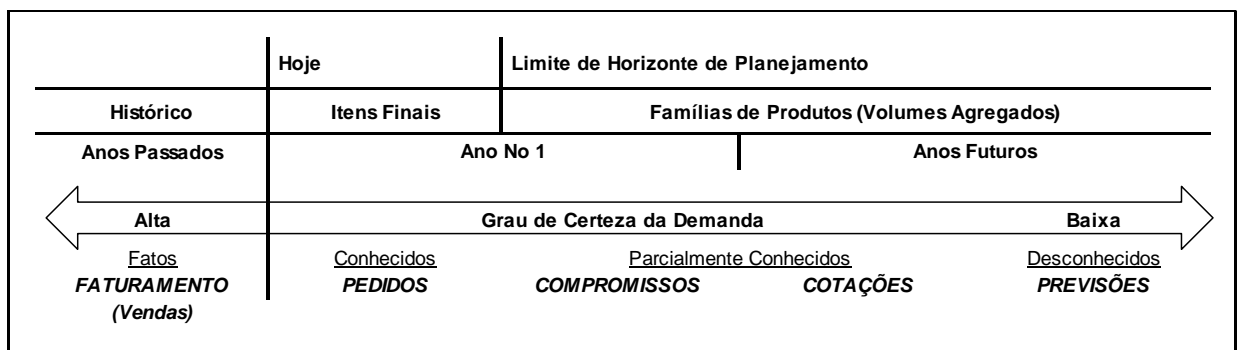 Hoje Limite de Horizonte de Planejamento
Histórico Itens Finais Famílias de Produtos (Volumes Agregados)
Anos Passados Ano No 1 Anos Futuros
Alta Grau de Certeza da Demanda Baixa
Fatos Conhecidos Parcialmente Conhecidos Desconhecidos
FATURAMENTO PEDIDOS COMPROMISSOS COTAÇÕES PREVISÕES
(Vendas)